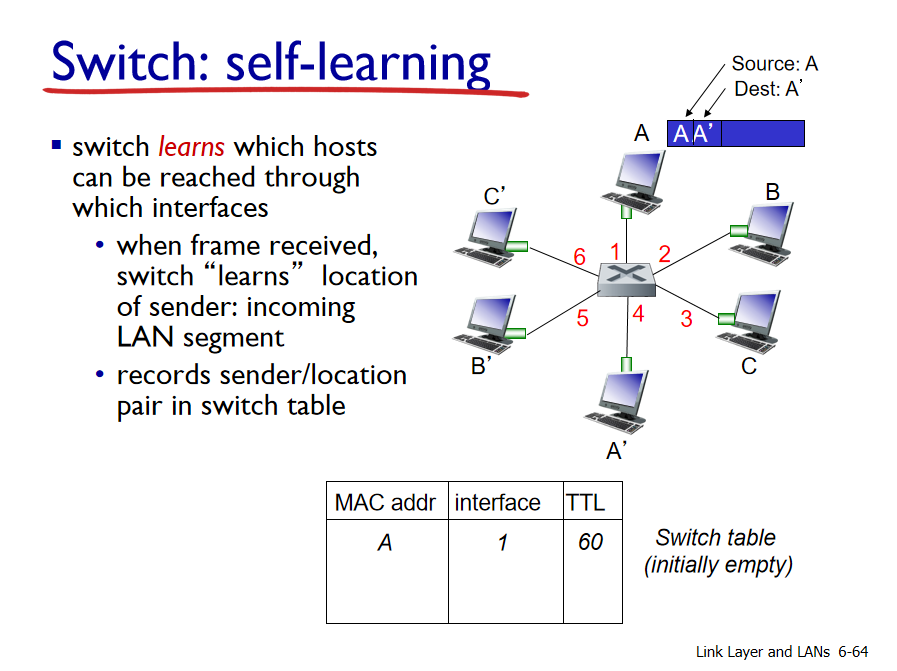 Switch: self-learning
Source: A
Dest: A’
A A A’
▪ switch learns which hosts
can be reached through
which interfaces
• when frame received,
switch “learns” location
of sender: incoming
LAN segment
• records sender/location
pair in switch table
C’
B
6 1 2
5 4 3
B’
C
A’
MAC addr interface TTL
A 1 60
Switch table
(initially empty)
Link Layer and LANs 6-64